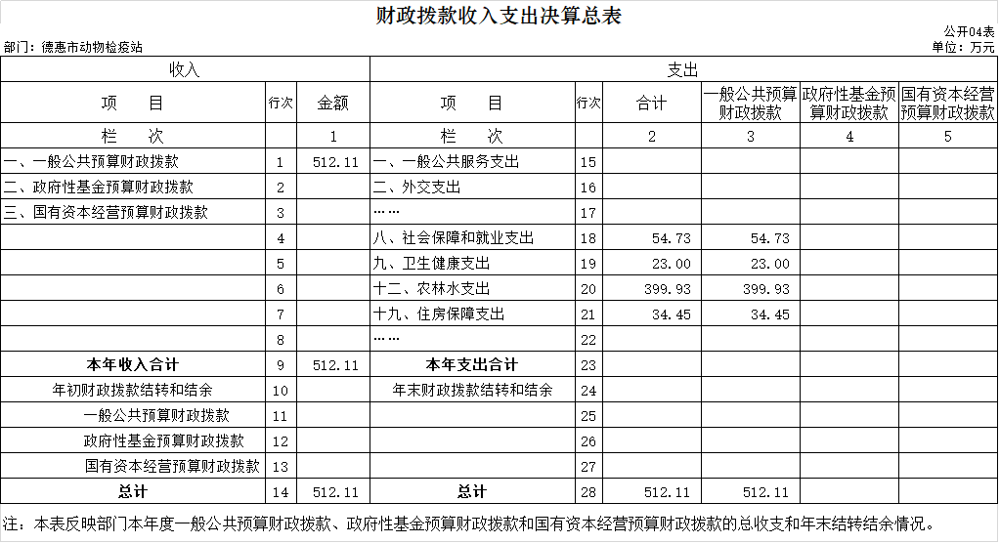 财政拨款收入支出决算总表
公开04表
部门：德惠市动物检疫站 单位：万元
收入 支出
项 目 行次 金额 项 目 行次 合计 一般公共预算财政拨款 政府性基金预算财政拨款 国有资本经营预算财政拨款
栏 次 1 栏 次 2 3 4 5
一、一般公共预算财政拨款 1 512.11 一、一般公共服务支出 15
二、政府性基金预算财政拨款 2 二、外交支出 16
三、国有资本经营预算财政拨款 3 …… 17
4 八、社会保障和就业支出 18 54.73 54.73
5 九、卫生健康支出 19 23.00 23.00
6 十二、农林水支出 20 399.93 399.93
7 十九、住房保障支出 21 34.45 34.45
8 …… 22
本年收入合计 9 512.11 本年支出合计 23
年初财政拨款结转和结余 10 年末财政拨款结转和结余 24
一般公共预算财政拨款 11 25
政府性基金预算财政拨款 12 26
国有资本经营预算财政拨款 13 27
总计 14 512.11 总计 28 512.11 512.11
注：本表反映部门本年度一般公共预算财政拨款、政府性基金预算财政拨款和国有资本经营预算财政拨款的总收支和年末结转结余情况。